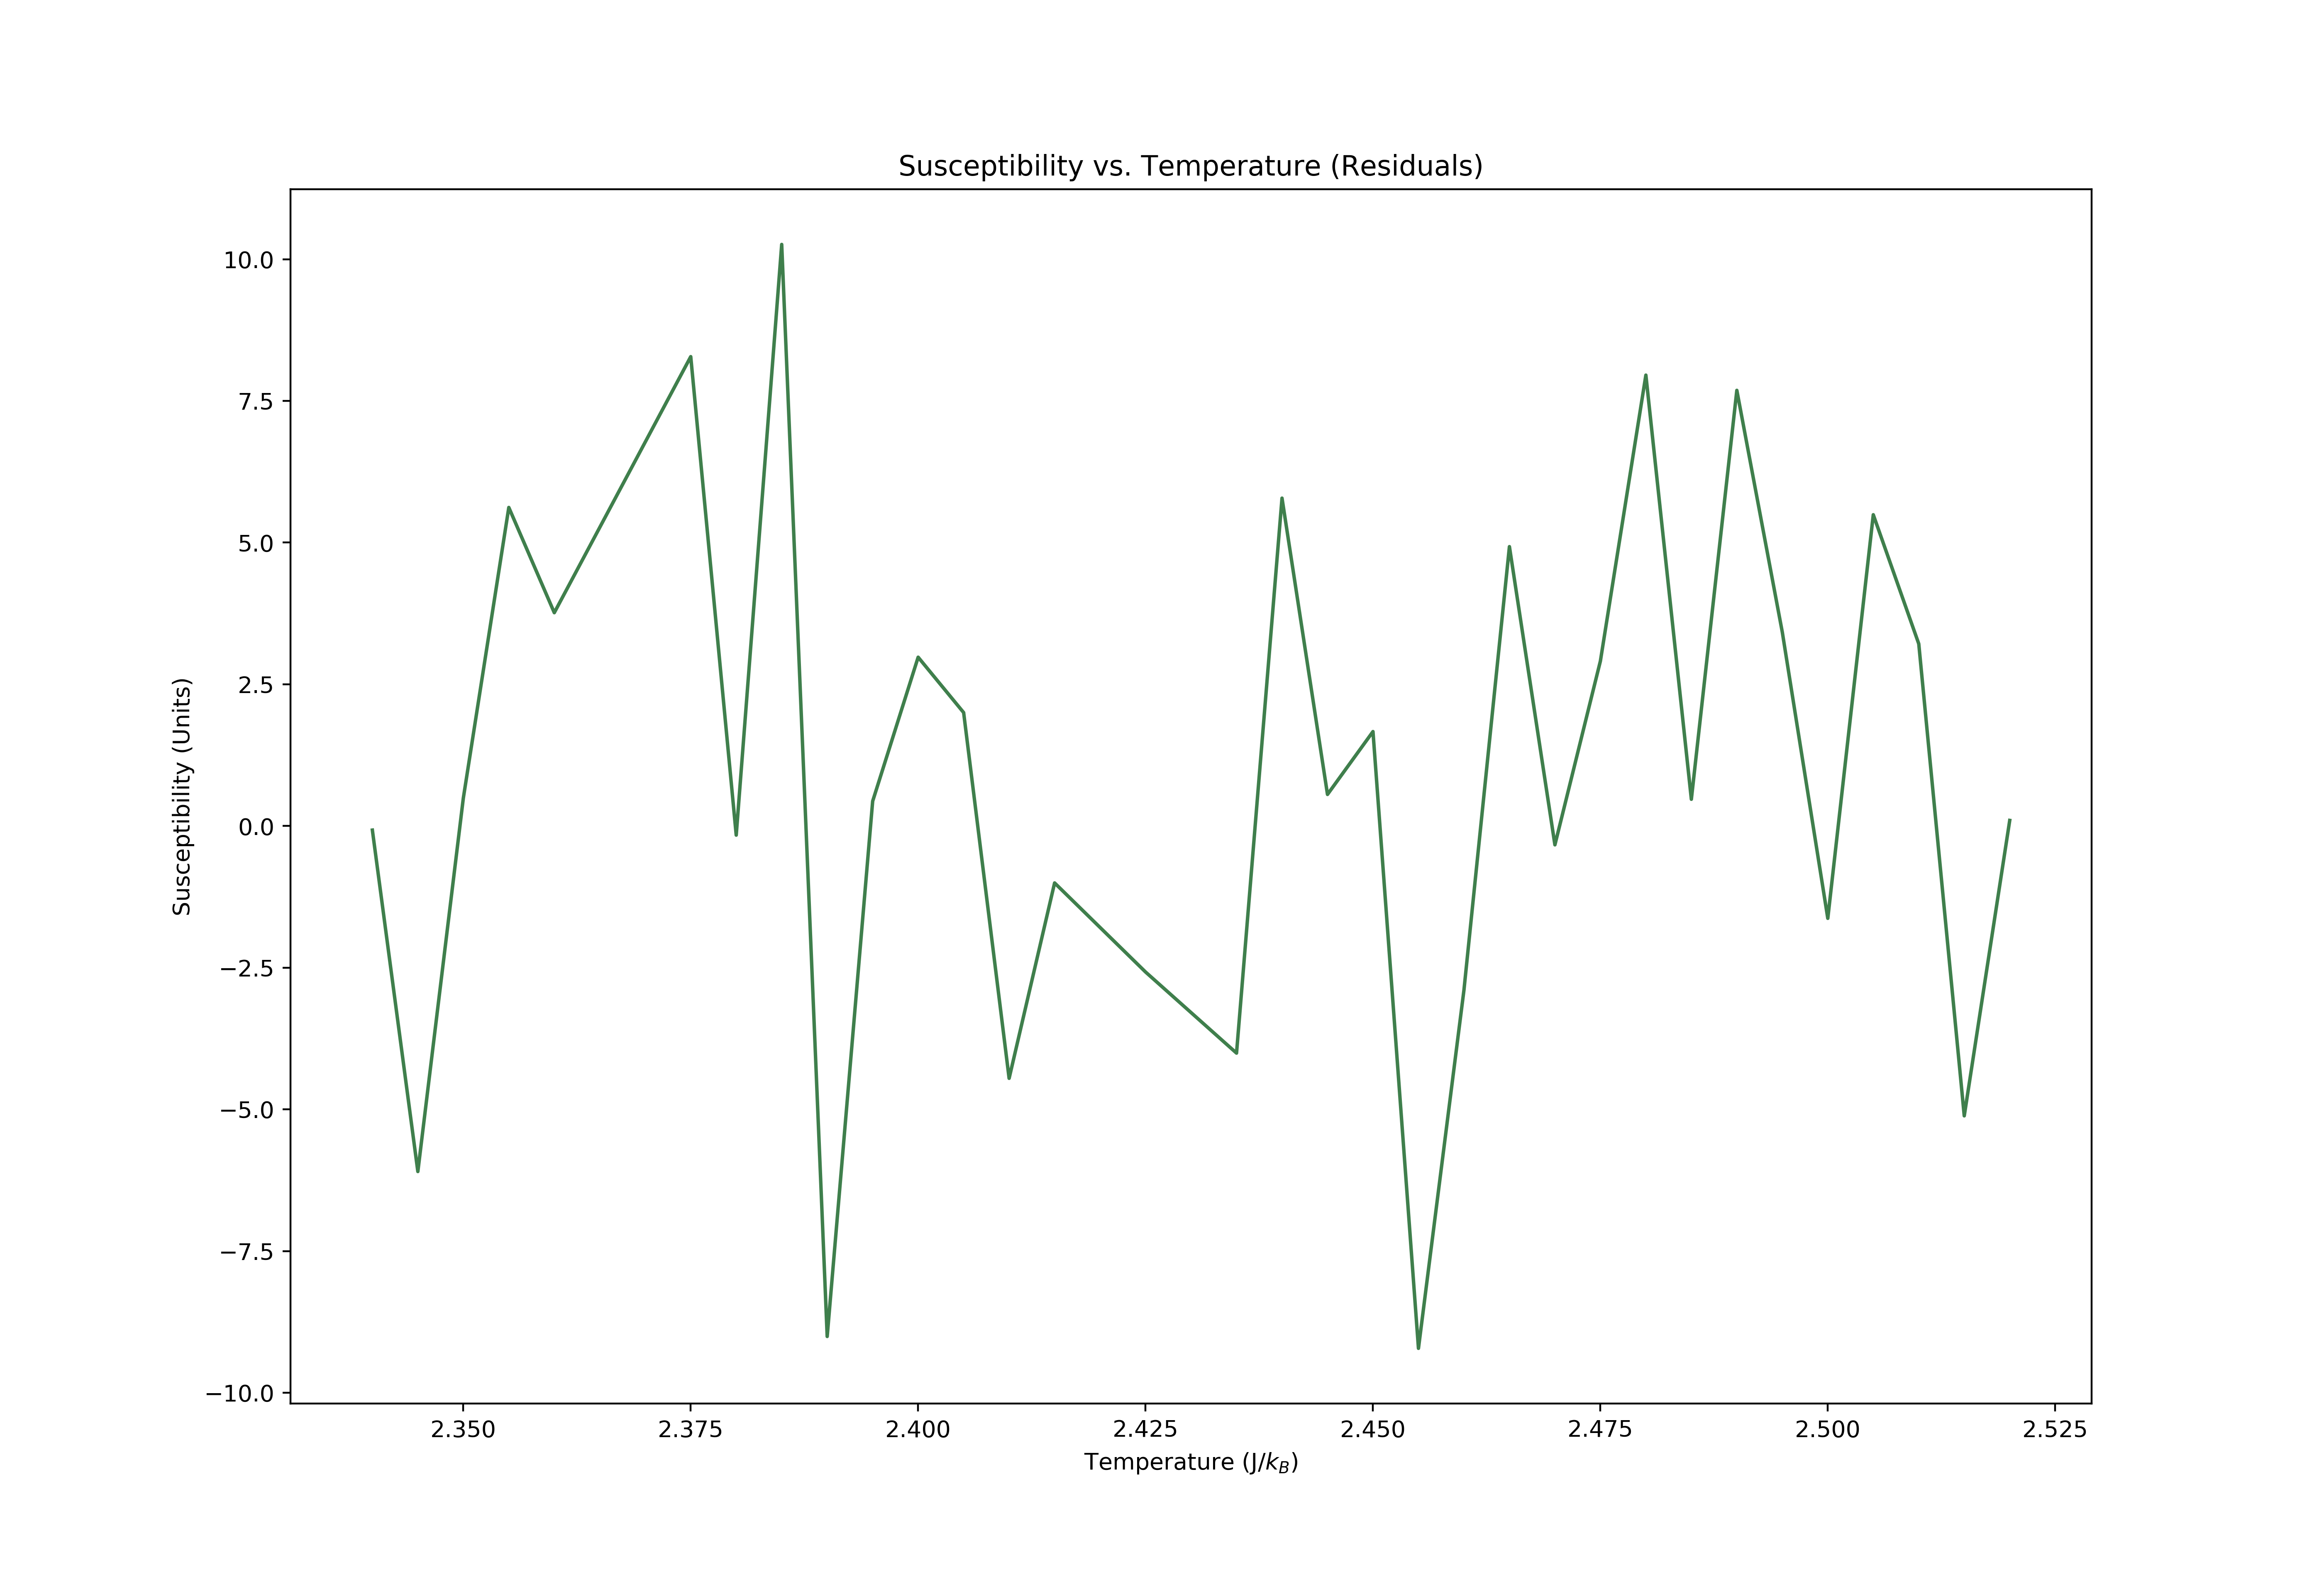 Susceptibility vs. Temperature (Residuals)
10.0
7.5
5.0
2.5
0.0
−2.5
−5.0
−7.5
−10.0
Susceptibility (Units)
2.350 2.375 2.400 2.425 2.450 2.475 2.500 2.525
Temperature (J/k_B)